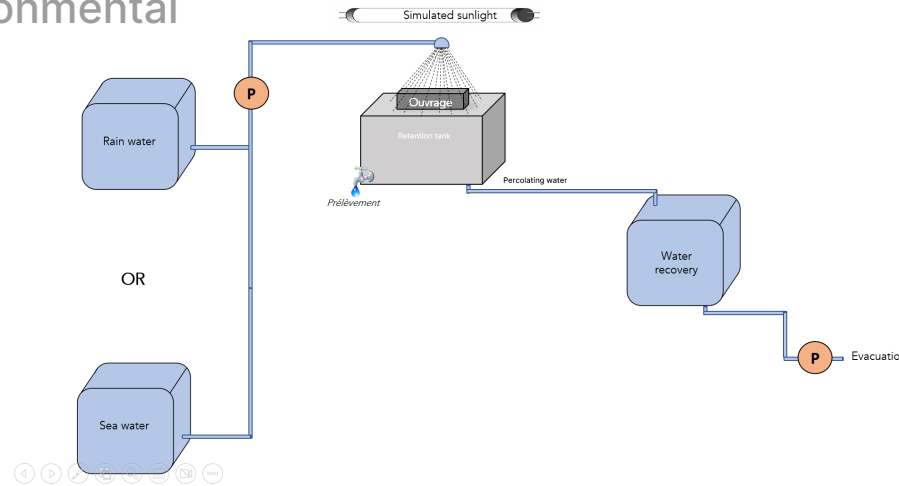 onmental
Simulated sunlight
P
Ouvrage
Rain water
Retention tank
Percolating water
Prélèvement
Water
recovery
OR
P
Evacuatio
Sea water